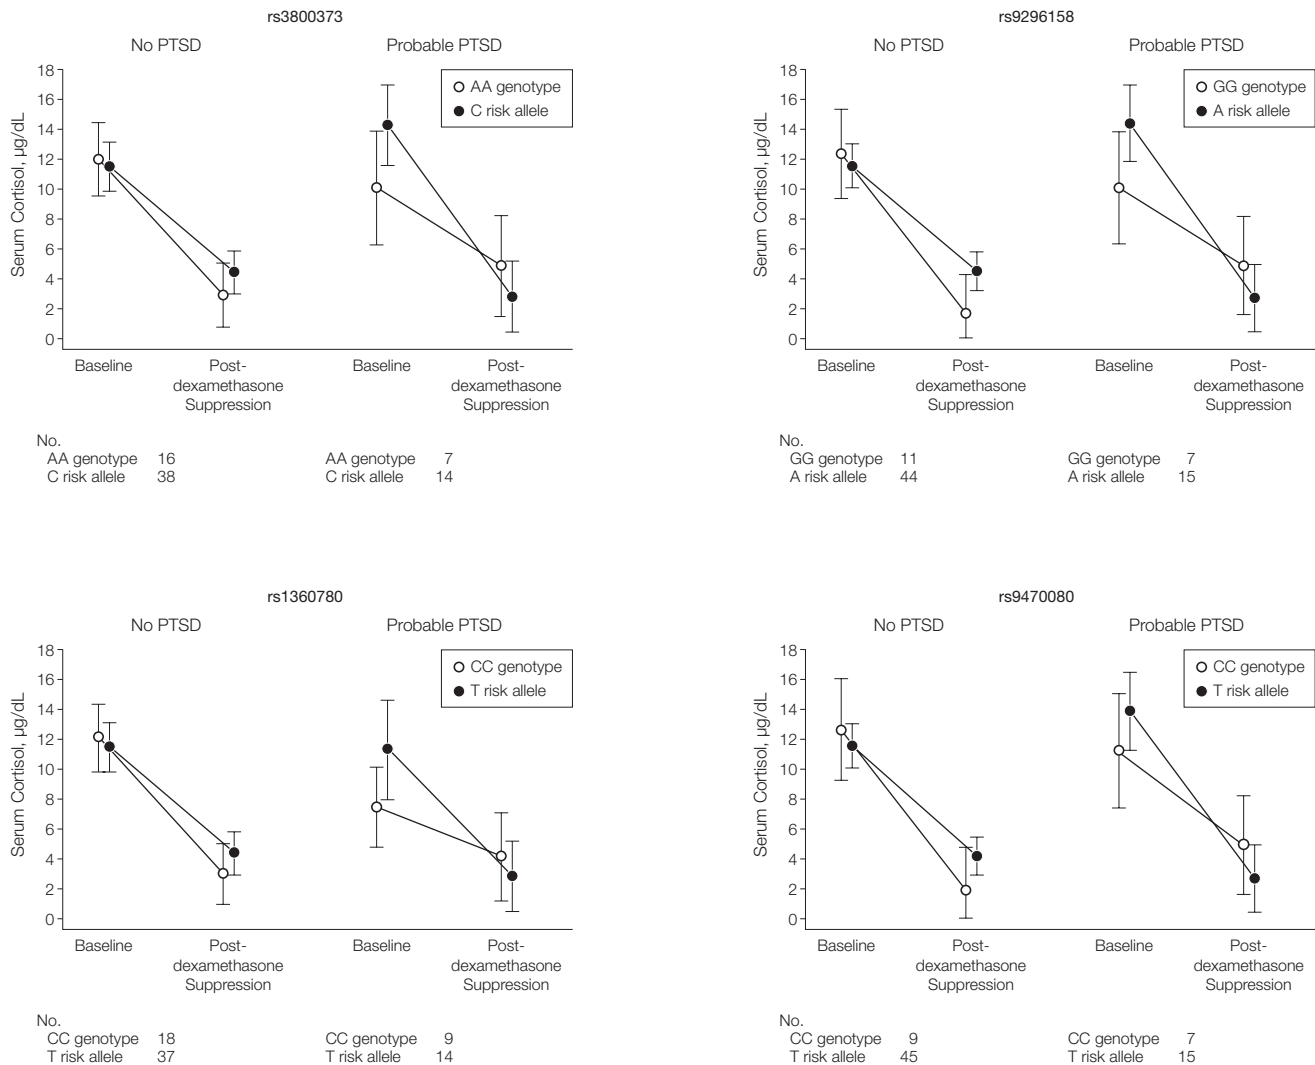 rs3800373
No PTSD
Probable PTSD
AA genotype
C risk allele
Serum Cortisol, µg/dL
18
16
14
12
10
8
6
4
2
0
Baseline
Post-
dexamethasone
Suppression
Baseline
Post-
dexamethasone
Suppression
No.
AA genotype 16
C risk allele 38
AA genotype 7
C risk allele 14
rs9296158
No PTSD
Probable PTSD
GG genotype
A risk allele
Serum Cortisol, µg/dL
18
16
14
12
10
8
6
4
2
0
Baseline
Post-
dexamethasone
Suppression
Baseline
Post-
dexamethasone
Suppression
No.
GG genotype 11
A risk allele 44
GG genotype 7
A risk allele 15
rs1360780
No PTSD
Probable PTSD
CC genotype
T risk allele
Serum Cortisol, µg/dL
18
16
14
12
10
8
6
4
2
0
Baseline
Post-
dexamethasone
Suppression
Baseline
Post-
dexamethasone
Suppression
No.
CC genotype 18
T risk allele 37
CC genotype 9
T risk allele 14
rs9470080
No PTSD
Probable PTSD
CC genotype
T risk allele
Serum Cortisol, µg/dL
18
16
14
12
10
8
6
4
2
0
Baseline
Post-
dexamethasone
Suppression
Baseline
Post-
dexamethasone
Suppression
No.
CC genotype 9
T risk allele 45
CC genotype 7
T risk allele 15